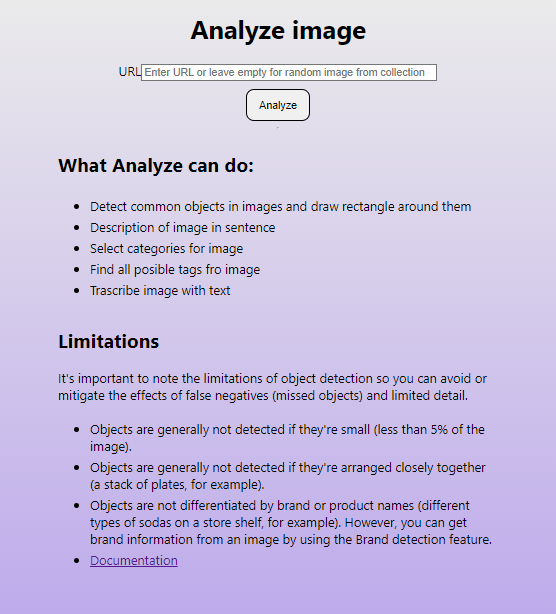 Analyze image
URL Enter URL or leave empty for random image from collection
Analyze
What Analyze can do:
Detect common objects in images and draw rectangle around them
Description of image in sentence
Select categories for image
Find all posible tags fro image
Trascribe image with text
Limitations
It's important to note the limitations of object detection so you can avoid or
mitigate the effects of false negatives (missed objects) and limited detail.
Objects are generally not detected if they're small (less than 5% of the
image).
Objects are generally not detected if they're arranged closely together
(a stack of plates, for example).
Objects are not differentiated by brand or product names (different
types of sodas on a store shelf, for example). However, you can get
brand information from an image by using the Brand detection feature.
Documentation